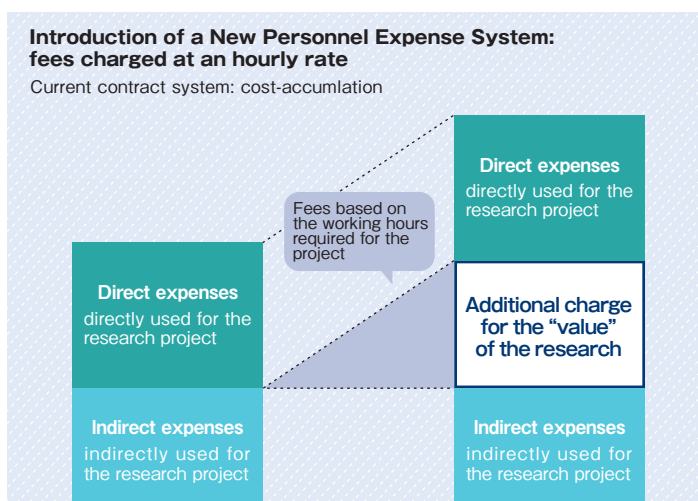 Introduction of a New Personnel Expense System:
fees charged at an hourly rate
Current contract system: cost-accumlation
Direct expenses
directly used for the
research project
Indirect expenses
indirectly used for
the research project
Fees based on
the working hours
required for the
project
Direct expenses
directly used for the
research project
Additional charge
for the “value”
of the research
Indirect expenses
indirectly used for
the research project